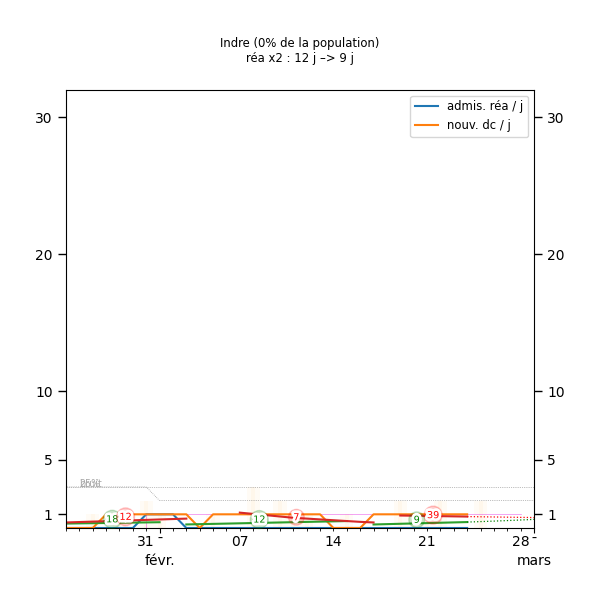 Indre (0% de la population)
réa x2 : 12 j –> 9 j
admis. réa / j
nouv. dc / j
30 30
20 20
10 10
5 5
1 1
18 12 12 7 9 39
31 - 07 14 21 28 -
févr. mars